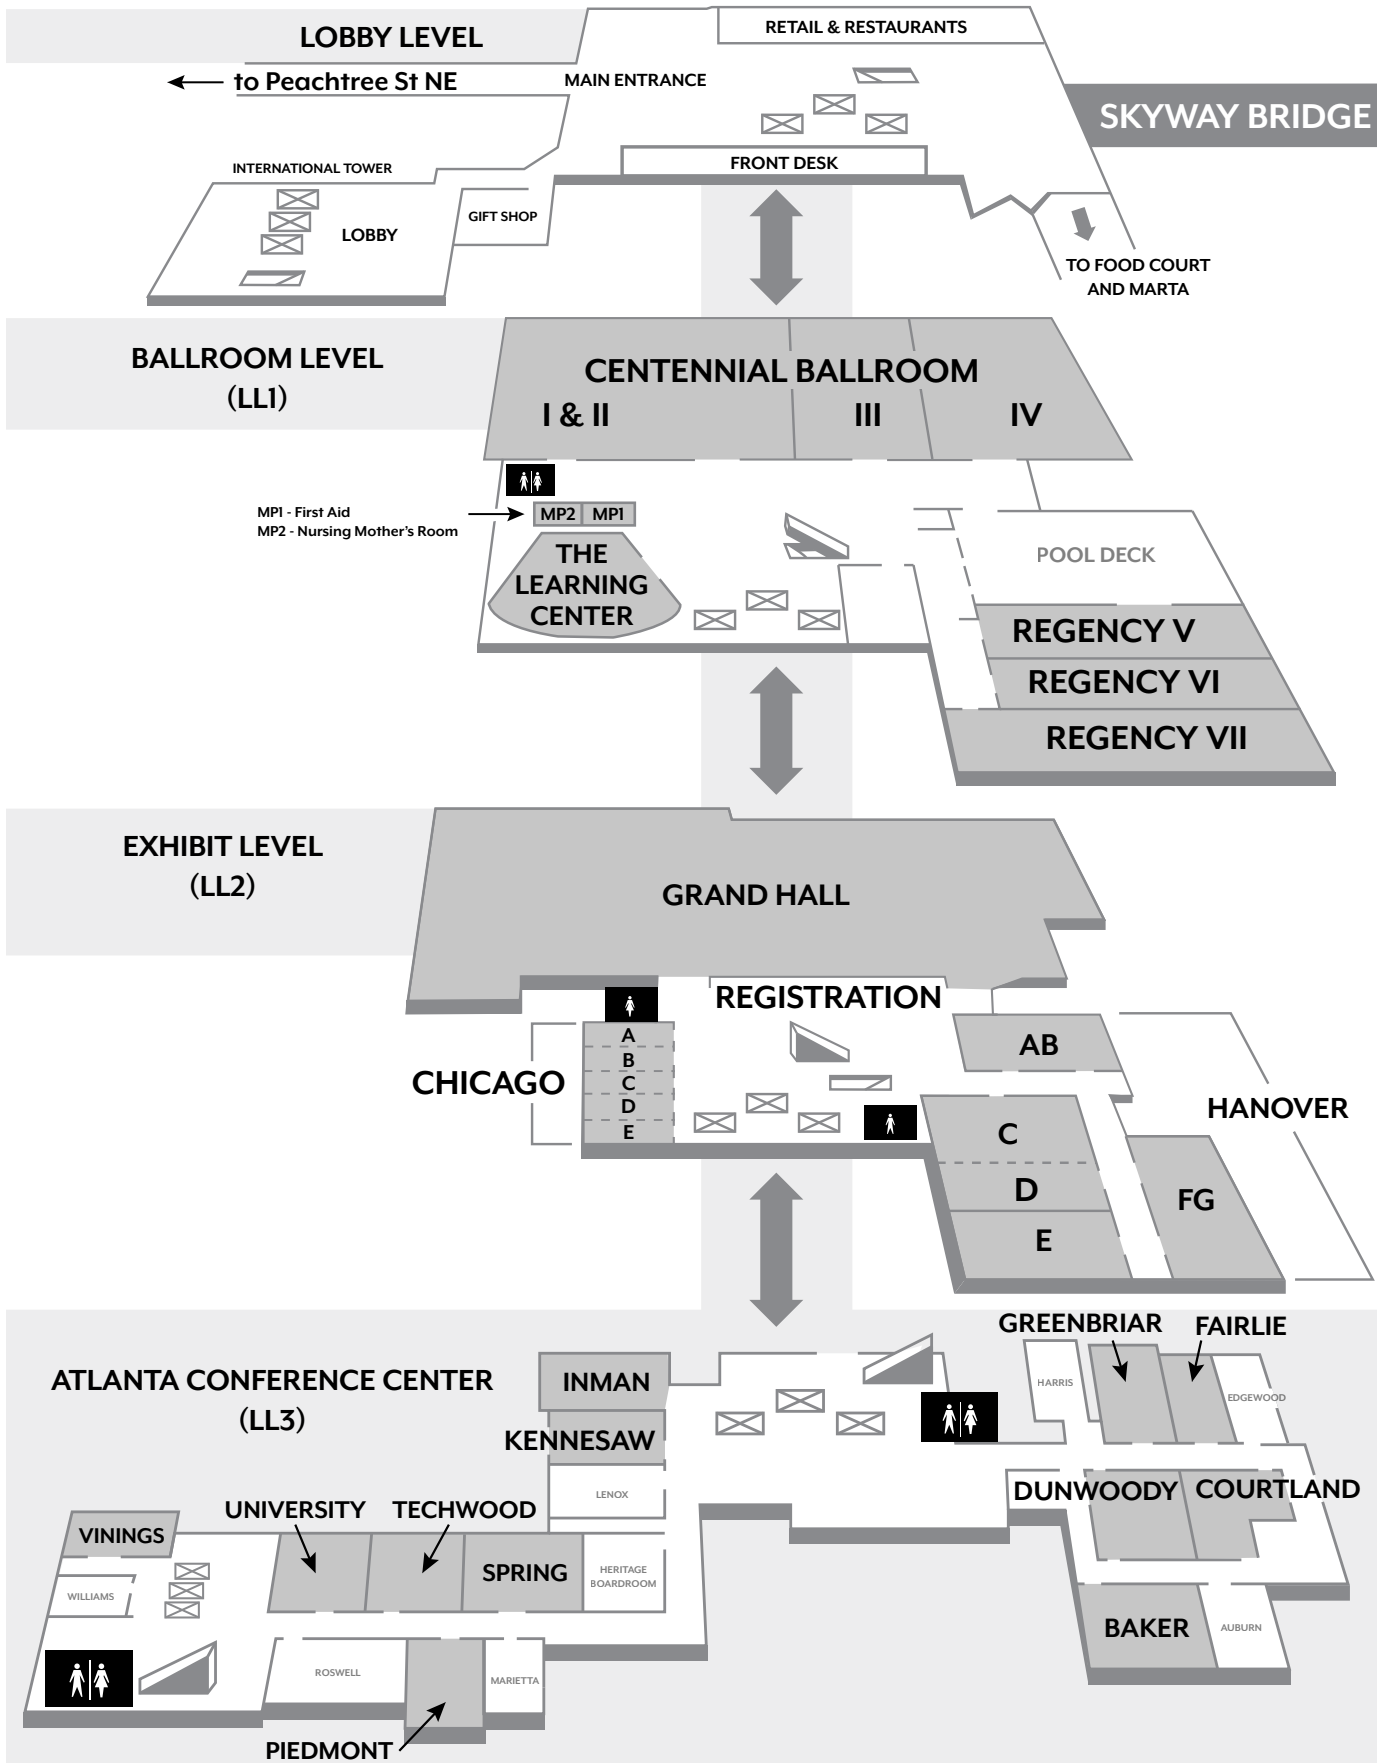 LOBBY LEVEL
RETAIL & RESTAURANTS
to Peachtree St NE
MAIN ENTRANCE
SKYWAY BRIDGE
FRONT DESK
INTERNATIONAL TOWER
GIFT SHOP
LOBBY
TO FOOD COURT
AND MARTA
BALLROOM LEVEL
(LL1)
CENTENNIAL BALLROOM
I & II
III
IV
MP1 - First Aid
MP2 - Nursing Mother's Room
MP2
MP1
THE
LEARNING
CENTER
POOL DECK
REGENCY V
REGENCY VI
REGENCY VII
EXHIBIT LEVEL
(LL2)
GRAND HALL
REGISTRATION
CHICAGO
A
B
C
D
E
AB
HANOVER
C
D
E
FG
ATLANTA CONFERENCE CENTER
(LL3)
GREENBRIAR
FAIRLIE
INMAN
HARRIS
EDGEWOOD
KENNESAW
LENOX
DUNWOODY
COURTLAND
UNIVERSITY
TECHWOOD
VININGS
SPRING
HERITAGE
BOARDROOM
WILLIAMS
BAKER
AUBURN
ROSWELL
MARIETTA
PIEDMONT